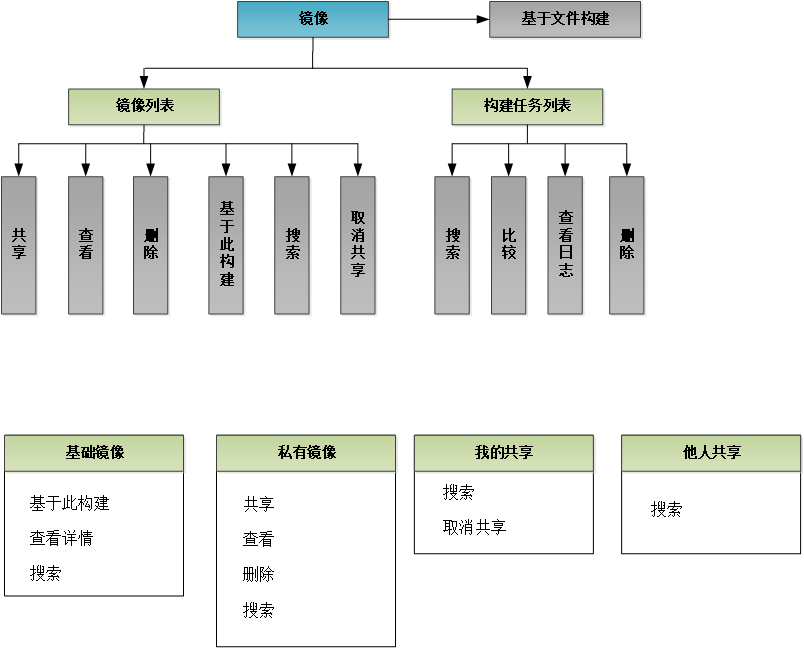 镜像
基于文件构建
镜像列表
构建任务列表
共享
查看
删除
基于此构建
搜索
取消共享
搜索
比较
查看日志
删除
基础镜像
基于此构建
查看详情
搜索
私有镜像
共享
查看
删除
搜索
我的共享
搜索
取消共享
他人共享
搜索